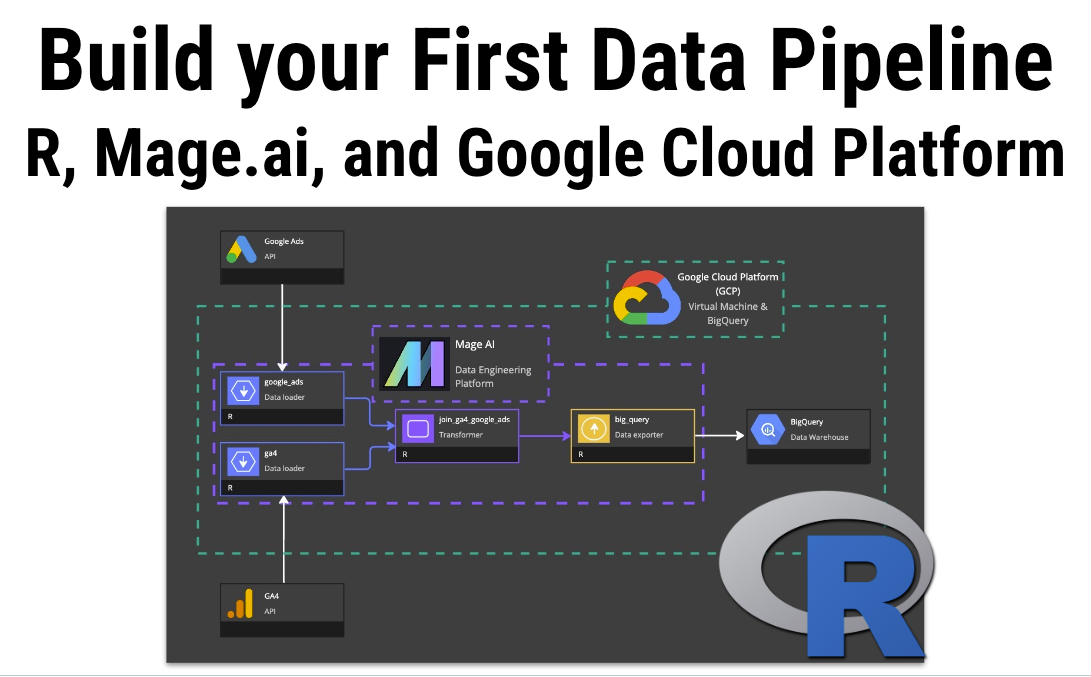 Build your First Data Pipeline
R, Mage.ai, and Google Cloud Platform
Google Ads
API
Google Cloud Platform
(GCP)
Virtual Machine &
BigQuery
Mage AI
Data Engineering
Platform
google_ads
Data loader
R
join_ga4_google_ads
Transformer
R
big_query
Data exporter
R
BigQuery
Data Warehouse
ga4
Data loader
R
GA4
API
R